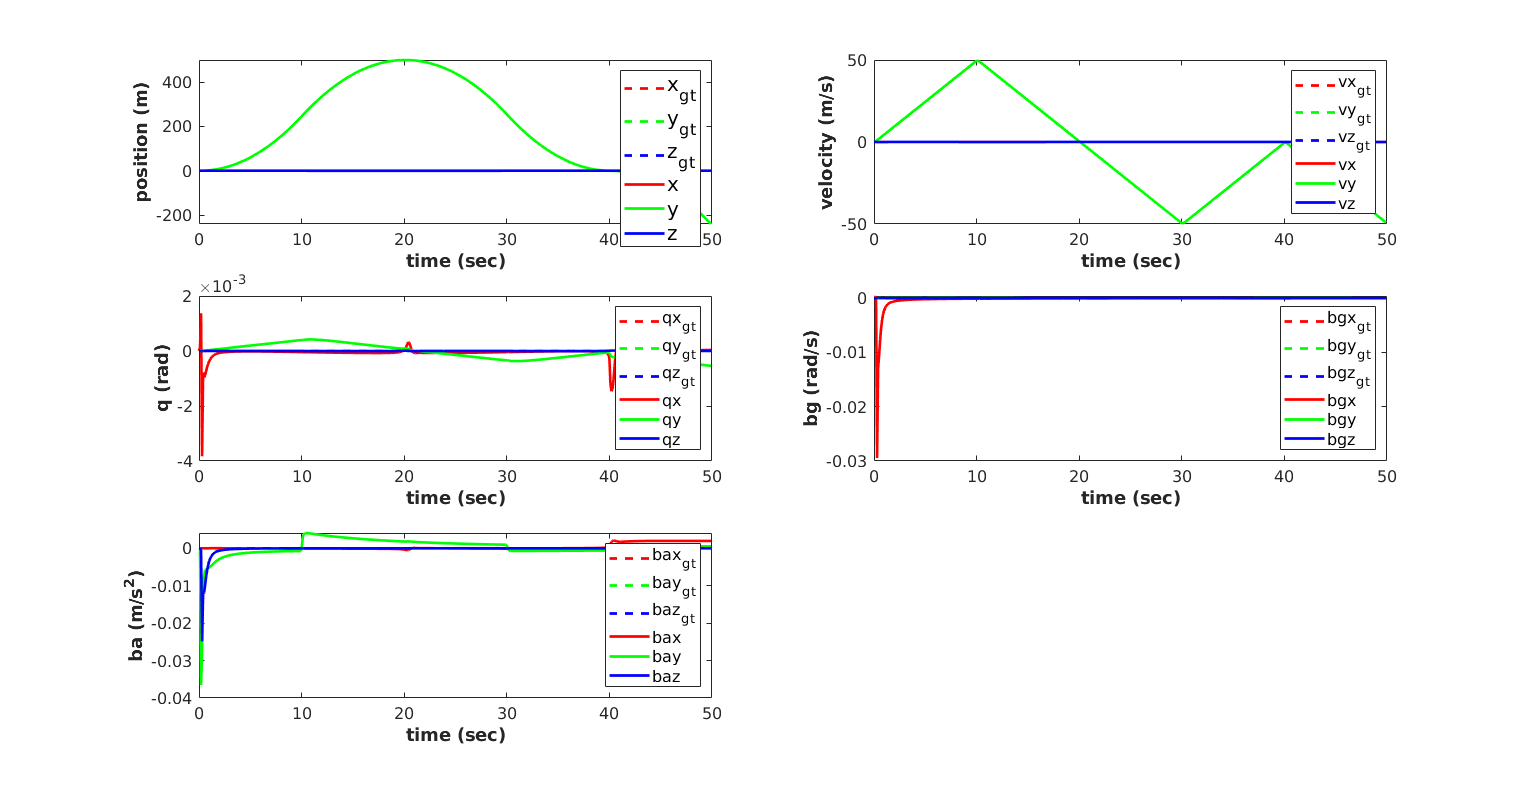 400
200
0
-200
position (m)
0 10 20 30 40 50
time (sec)
x_gt
y_gt
z_gt
x
y
z
50
0
-50
velocity (m/s)
0 10 20 30 40 50
time (sec)
vx_gt
vy_gt
vz_gt
vx
vy
vz
×10^-3
2
0
-2
-4
q (rad)
0 10 20 30 40 50
time (sec)
qx_gt
qy_gt
qz_gt
qx
qy
qz
0
-0.01
-0.02
-0.03
bg (rad/s)
0 10 20 30 40 50
time (sec)
bgx_gt
bgy_gt
bgz_gt
bgx
bgy
bgz
0
-0.01
-0.02
-0.03
-0.04
ba (m/s^2)
0 10 20 30 40 50
time (sec)
bax_gt
bay_gt
baz_gt
bax
bay
baz